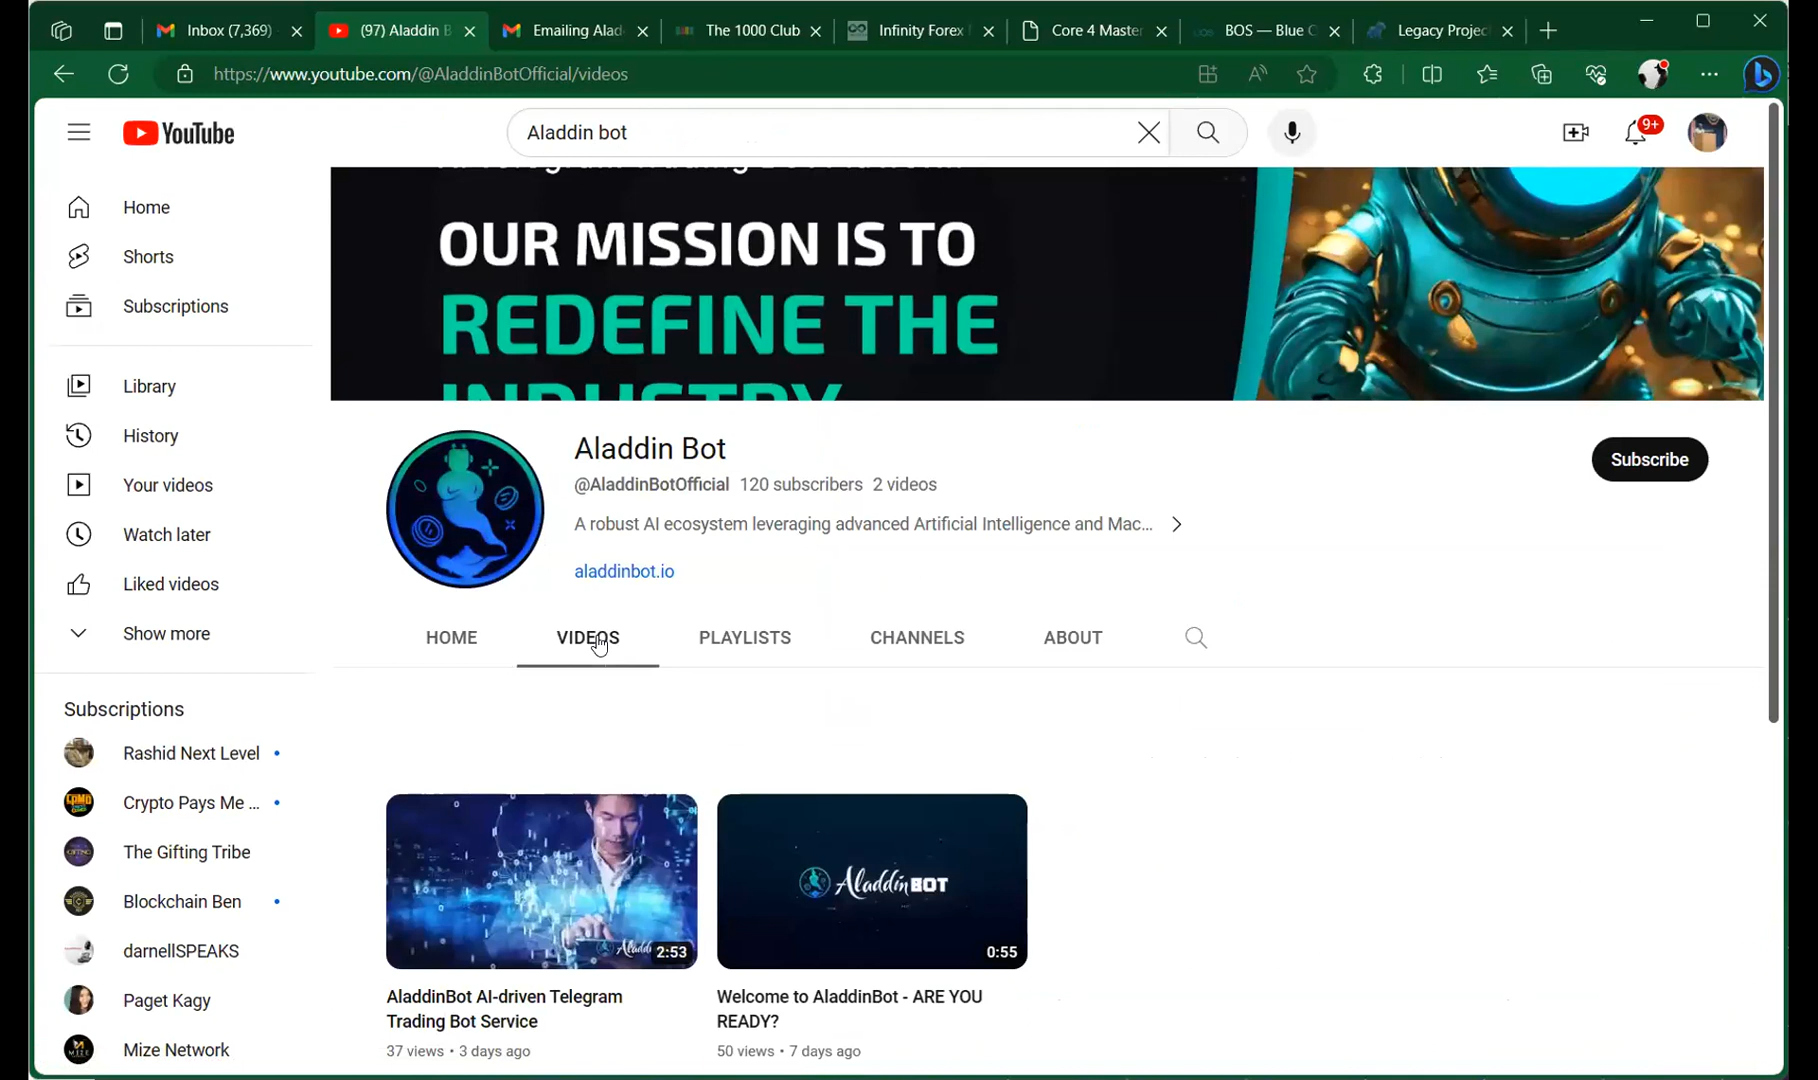 Inbox (7,369)
(97) Aladdin B
Emailing Alad
The 1000 Club
Infinity Forex
Core 4 Master
BOS — Blue C
Legacy Projec
https://www.youtube.com/@AladdinBotOfficial/videos
YouTube
Aladdin bot
9+
Home
Shorts
Subscriptions
Library
History
Your videos
Watch later
Liked videos
Show more
Subscriptions
Rashid Next Level
Crypto Pays Me ...
The Gifting Tribe
Blockchain Ben
darnellSPEAKS
Paget Kagy
Mize Network
OUR MISSION IS TO
REDEFINE THE
INDUSTRY
Aladdin Bot
@AladdinBotOfficial 120 subscribers 2 videos
A robust AI ecosystem leveraging advanced Artificial Intelligence and Mac...
aladdinbot.io
Subscribe
HOME VIDEOS PLAYLISTS CHANNELS ABOUT
Aladdi
2:53
AladdinBot AI-driven Telegram
Trading Bot Service
37 views • 3 days ago
AladdinBOT
0:55
Welcome to AladdinBot - ARE YOU
READY?
50 views • 7 days ago